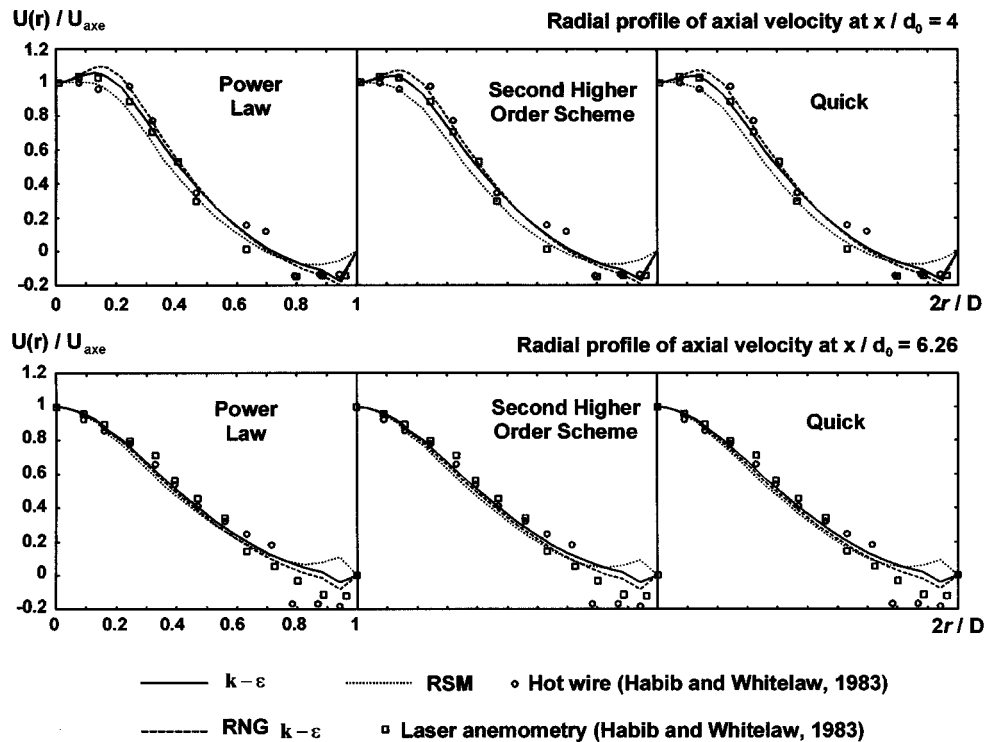 U(r) / U_axe
Radial profile of axial velocity at x / d₀ = 4
1.2
1
0.8
0.6
0.4
0.2
0
-0.2
Power
Law
Second Higher
Order Scheme
Quick
0 0.2 0.4 0.6 0.8 1
2r / D
U(r) / U_axe
Radial profile of axial velocity at x / d₀ = 6.26
1.2
1
0.8
0.6
0.4
0.2
0
-0.2
Power
Law
Second Higher
Order Scheme
Quick
0 0.2 0.4 0.6 0.8 1
2r / D
k – ε
RSM
Hot wire (Habib and Whitelaw, 1983)
RNG k – ε
Laser anemometry (Habib and Whitelaw, 1983)